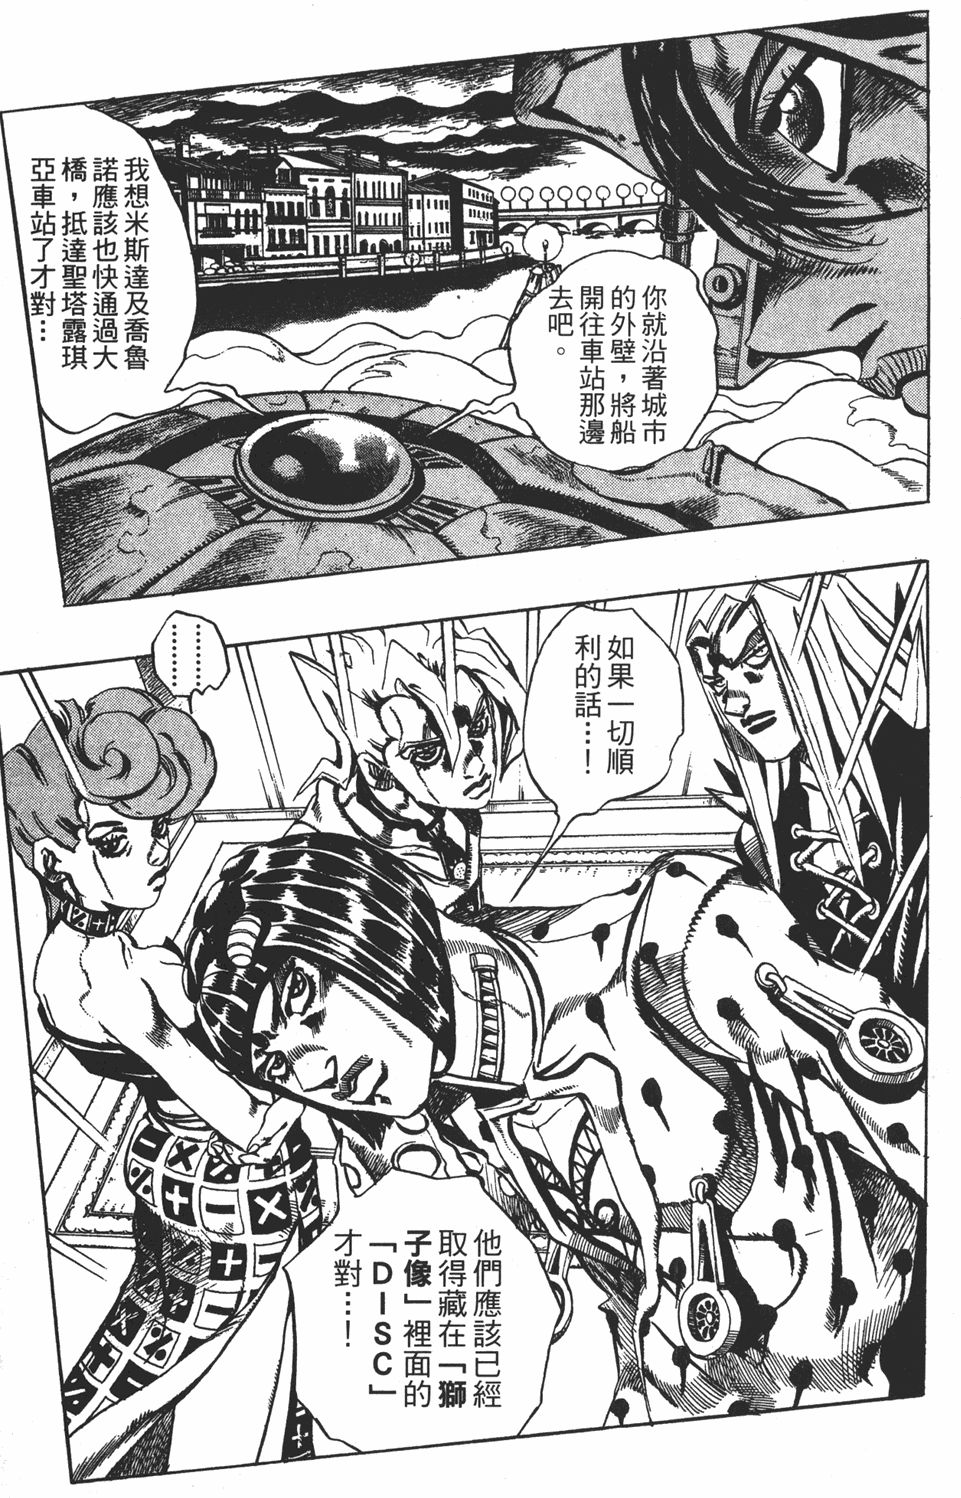 你就沿著城市
的外壁，將船
開往車站那邊
去吧。
我想米斯達及喬魯
諾應該也快通過大
橋，抵達聖塔露琪
亞車站了才對…
如果一切順
利的話…！
…………
他們應該已經
取得藏在「獅
子像」裡面的
「DISC」
才對…！